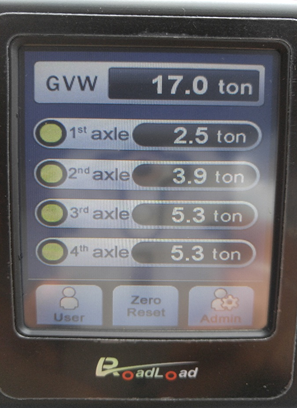 GVW 17.0 ton
1st axle 2.5 ton
2nd axle 3.9 ton
3rd axle 5.3 ton
4th axle 5.3 ton
User
Zero
Reset
Admin
RoadLoad